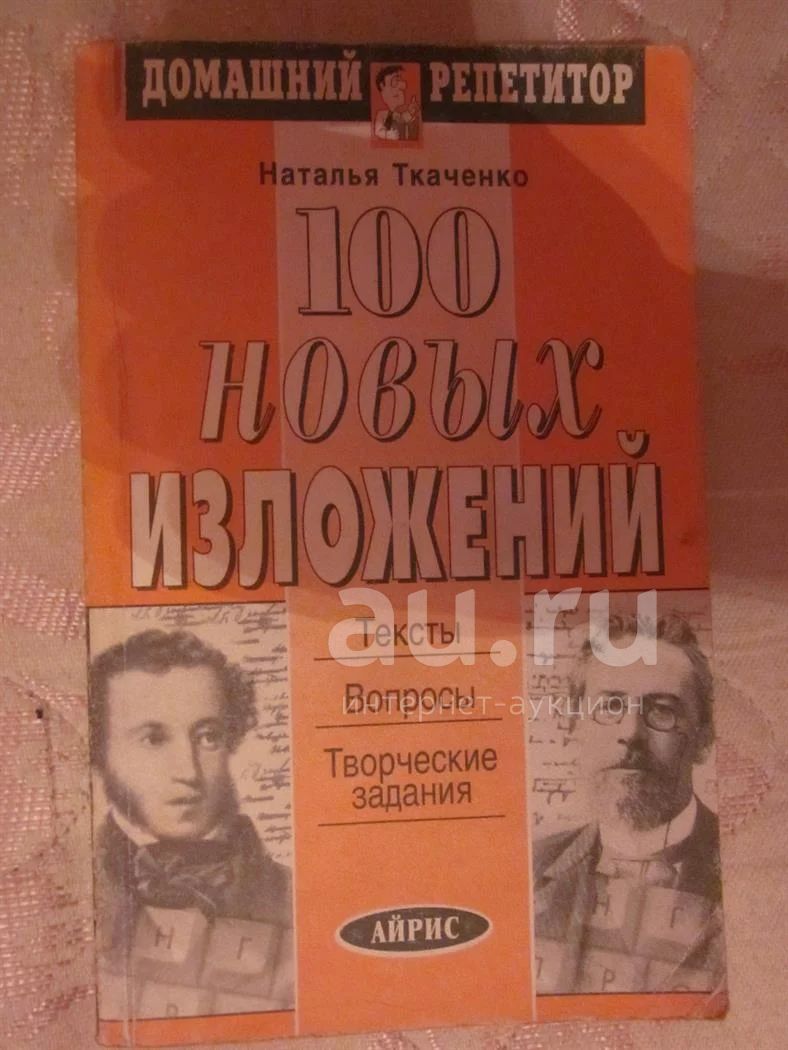 ДОМАШНИЙ РЕПЕТИТОР
Наталья Ткаченко
100
новых
ИЗЛОЖЕНИЙ
au.ru
интернет-аукцион
Тексты
Вопросы
Творческие
задания
АЙРИС
Н Г
Н Г
Р
П Р